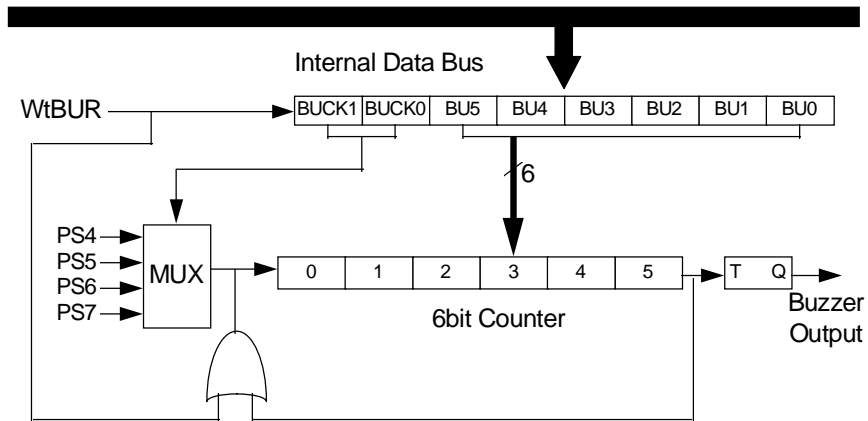 Internal Data Bus
WtBUR
BUCK1 BUCK0 BU5 BU4 BU3 BU2 BU1 BU0
6
PS4
PS5
PS6
PS7
MUX
0 1 2 3 4 5
T Q
6bit Counter
Buzzer
Output